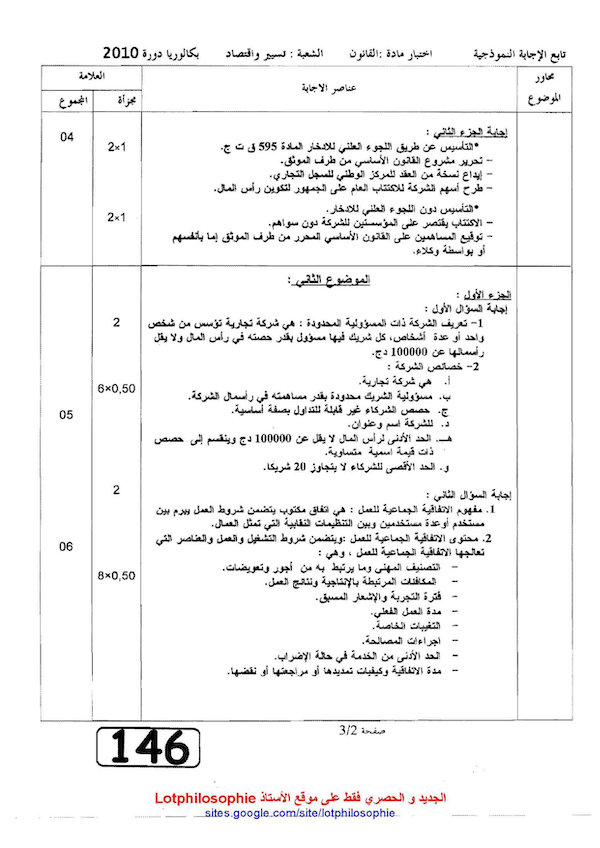 تابع الإجابة النموذجية اختبار مادة :القانون الشعبة : تسيير واقتصاد بكالوريا دورة 2010
محاور الموضوع
عناصر الاجابة
العلامة
مجزأة
المجموع
إجابة الجزء الثاني :
04
*التأسيس عن طريق اللجوء العلني للادخار المادة 595 ق ت ج.
2×1
– تحرير مشروع القانون الأساسي من طرف الموثق.
– إيداع نسخة من العقد للمركز الوطني للسجل التجاري.
– طرح أسهم الشركة للاكتتاب العام على الجمهور لتكوين رأس المال.
*التأسيس دون اللجوء العلني للادخار.
2×1
– الاكتتاب يقتصر على المؤسسين للشركة دون سواهم.
– توقيع المساهمين على القانون الأساسي المحرر من طرف الموثق إما بأنفسهم
أو بواسطة وكلاء.
الموضوع الثاني :
الجزء الأول :
إجابة السؤال الأول :
1– تعريف الشركة ذات المسؤولية المحدودة : هي شركة تجارية تؤسس من شخص
2
واحد أو عدة أشخاص، كل شريك فيها مسؤول بقدر حصته في رأس المال ولا يقل
رأسمالها عن 100000 دج.
2– خصائص الشركة :
أ. هي شركة تجارية.
6×0,50
ب. مسؤولية الشريك محدودة بقدر مساهمته في رأسمال الشركة.
ج. حصص الشركاء غير قابلة للتداول بصفة أساسية.
05
د. للشركة اسم وعنوان.
هـ. الحد الأدنى لرأس المال لا يقل عن 100000 دج وينقسم إلى حصص
ذات قيمة اسمية متساوية.
و. الحد الأقصى للشركاء لا يتجاوز 20 شريكا.
إجابة السؤال الثاني :
2
1. مفهوم الاتفاقية الجماعية للعمل : هي اتفاق مكتوب يتضمن شروط العمل يبرم بين
مستخدم أوعدة مستخدمين وبين التنظيمات النقابية التي تمثل العمال.
2. محتوى الاتفاقية الجماعية للعمل :ويتضمن شروط التشغيل والعمل والعناصر التي
06
تعالجها الاتفاقية الجماعية للعمل ، وهي :
– التصنيف المهني وما يرتبط به من أجور وتعويضات.
8×0,50
– المكافئات المرتبطة بالإنتاجية ونتائج العمل.
– فترة التجربة والإشعار المسبق.
– مدة العمل الفعلي.
– التغيبات الخاصة.
– اجراءات المصالحة.
– الحد الأدنى من الخدمة في حالة الإضراب.
– مدة الاتفاقية وكيفيات تمديدها أو مراجعتها أو نقضها.
صفحة 3/2
146
الجديد و الحصري فقط على موقع الأستاذ Lotphilosophie
sites.google.com/site/lotphilosophie